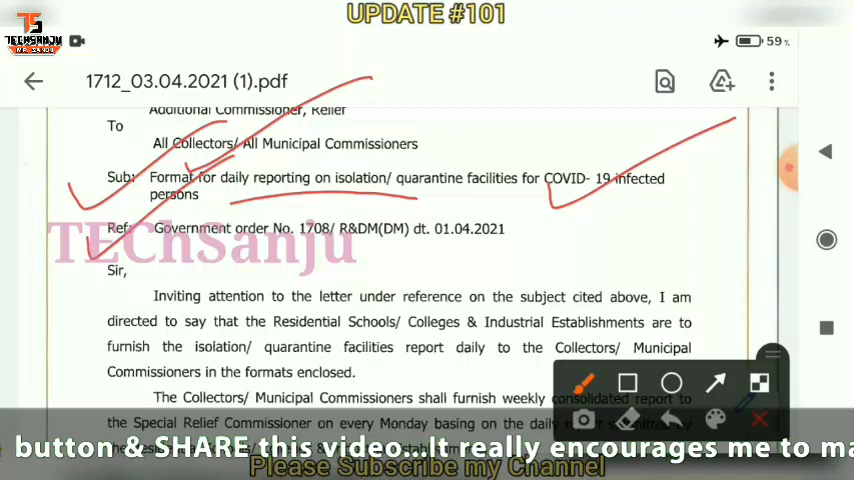 UPDATE #101
TS
TECHSANJU
MR SANJU
59%
1712_03.04.2021 (1).pdf
Additional Commissioner, Relief
To
All Collectors/ All Municipal Commissioners
Sub: Format for daily reporting on isolation/ quarantine facilities for COVID- 19 infected
persons
Ref: Government order No. 1708/ R&DM(DM) dt. 01.04.2021
TEChSanju
Sir,
Inviting attention to the letter under reference on the subject cited above, I am
directed to say that the Residential Schools/ Colleges & Industrial Establishments are to
furnish the isolation/ quarantine facilities report daily to the Collectors/ Municipal
Commissioners in the formats enclosed.
The Collectors/ Municipal Commissioners shall furnish weekly consolidated report to
the Special Relief Commissioner on every Monday basing on the daily
button & SHARE this video...It really encourages me to ma
Please Subscribe my Channel